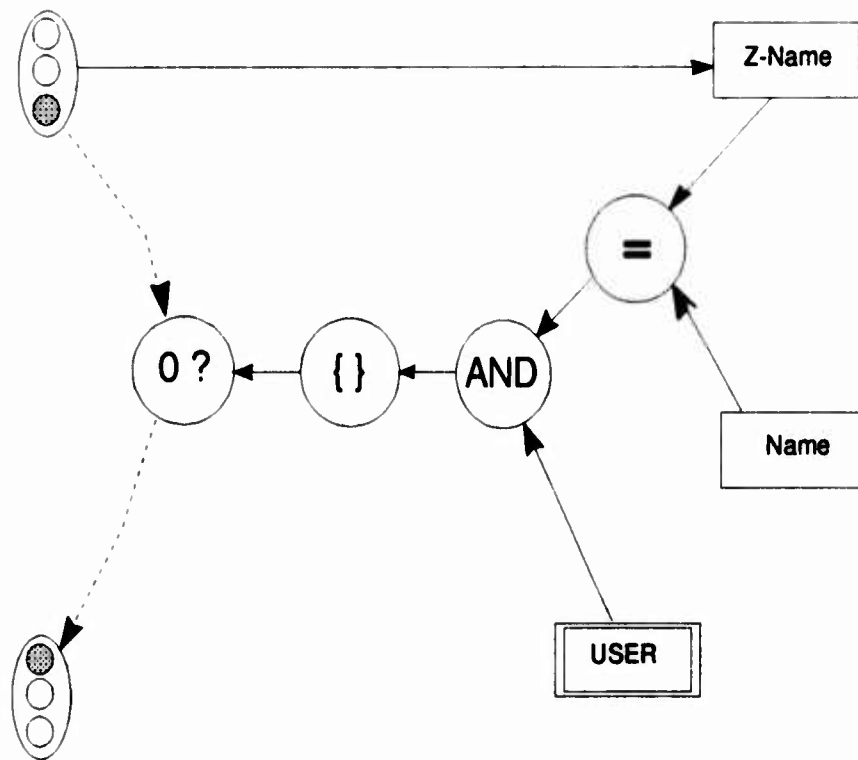 Z-Name
=
0 ?
{ }
AND
Name
USER